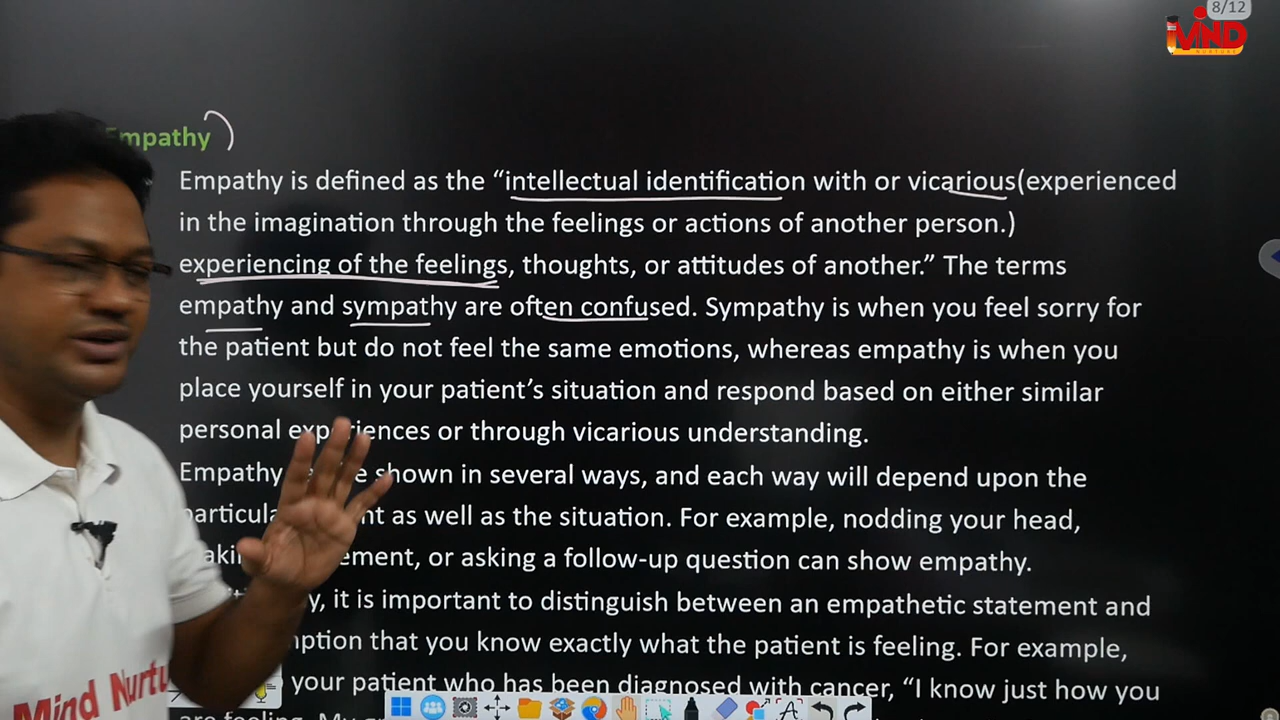 8/12
MIND
NURTURE
Empathy
Empathy is defined as the “intellectual identification with or vicarious(experienced
in the imagination through the feelings or actions of another person.)
experiencing of the feelings, thoughts, or attitudes of another.” The terms
empathy and sympathy are often confused. Sympathy is when you feel sorry for
the patient but do not feel the same emotions, whereas empathy is when you
place yourself in your patient’s situation and respond based on either similar
personal experiences or through vicarious understanding.
Empathy shown in several ways, and each way will depend upon the
as well as the situation. For example, nodding your head,
or asking a follow-up question can show empathy.
it is important to distinguish between an empathetic statement and
that you know exactly what the patient is feeling. For example,
your patient who has been diagnosed with cancer, “I know just how you
are feeling. My
Mind Nurtu